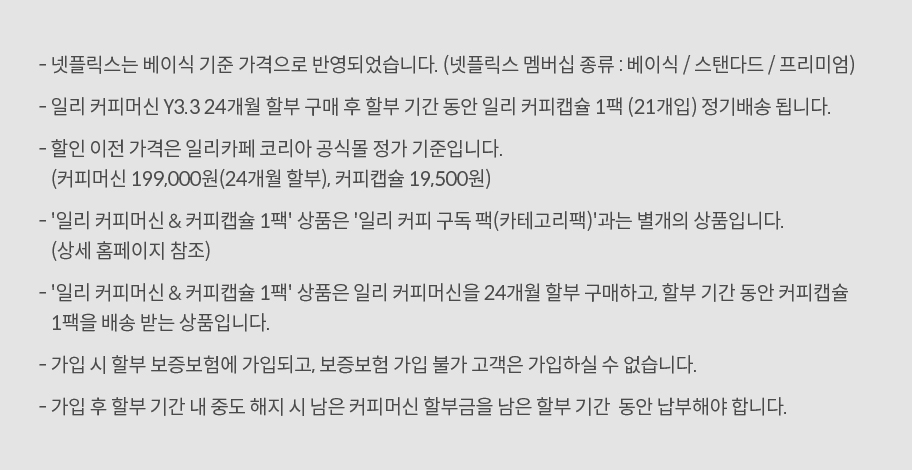 - 넷플릭스는 베이식 기준 가격으로 반영되었습니다. (넷플릭스 멤버십 종류 : 베이식 / 스탠다드 / 프리미엄)
- 일리 커피머신 Y3.3 24개월 할부 구매 후 할부 기간 동안 일리 커피캡슐 1팩 (21개입) 정기배송 됩니다.
- 할인 이전 가격은 일리카페 코리아 공식몰 정가 기준입니다.
(커피머신 199,000원(24개월 할부), 커피캡슐 19,500원)
- '일리 커피머신 & 커피캡슐 1팩' 상품은 '일리 커피 구독 팩(카테고리팩)'과는 별개의 상품입니다.
(상세 홈페이지 참조)
- '일리 커피머신 & 커피캡슐 1팩' 상품은 일리 커피머신을 24개월 할부 구매하고, 할부 기간 동안 커피캡슐
1팩을 배송 받는 상품입니다.
- 가입 시 할부 보증보험에 가입되고, 보증보험 가입 불가 고객은 가입하실 수 없습니다.
- 가입 후 할부 기간 내 중도 해지 시 남은 커피머신 할부금을 남은 할부 기간  동안 납부해야 합니다.